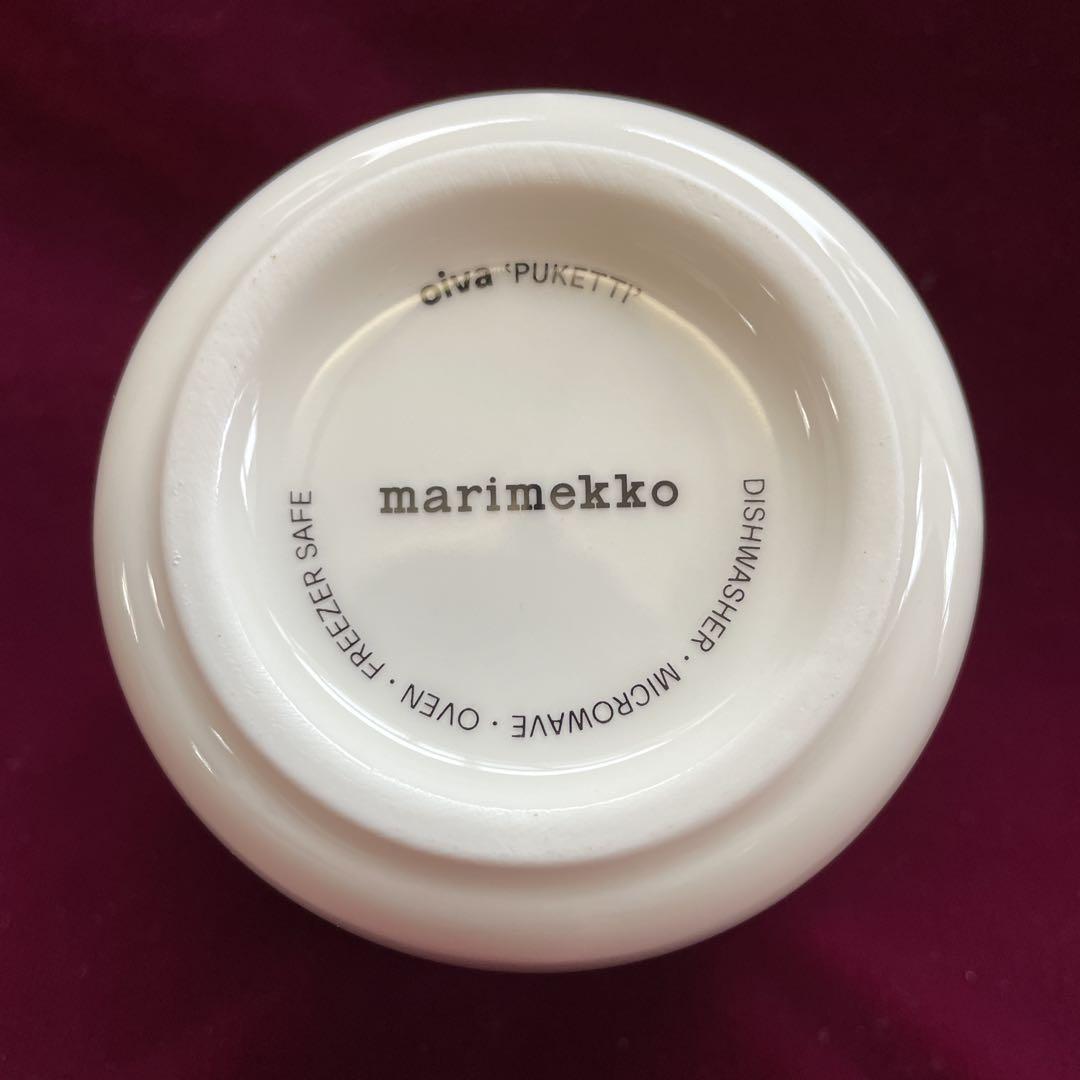 oiva ‘PUKETTI’
marimekko
DISHWASHER · MICROWAVE · OVEN · FREEZER SAFE